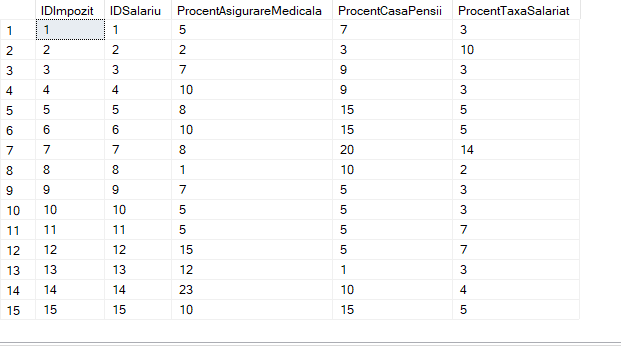 IDImpozit IDSalariu ProcentAsigurareMedicala ProcentCasaPensii ProcentTaxaSalariat
1 1 1 5 7 3
2 2 2 2 3 10
3 3 3 7 9 3
4 4 4 10 9 3
5 5 5 8 15 5
6 6 6 10 15 5
7 7 7 8 20 14
8 8 8 1 10 2
9 9 9 7 5 3
10 10 10 5 5 3
11 11 11 5 5 7
12 12 12 15 5 7
13 13 13 12 1 3
14 14 14 23 10 4
15 15 15 10 15 5